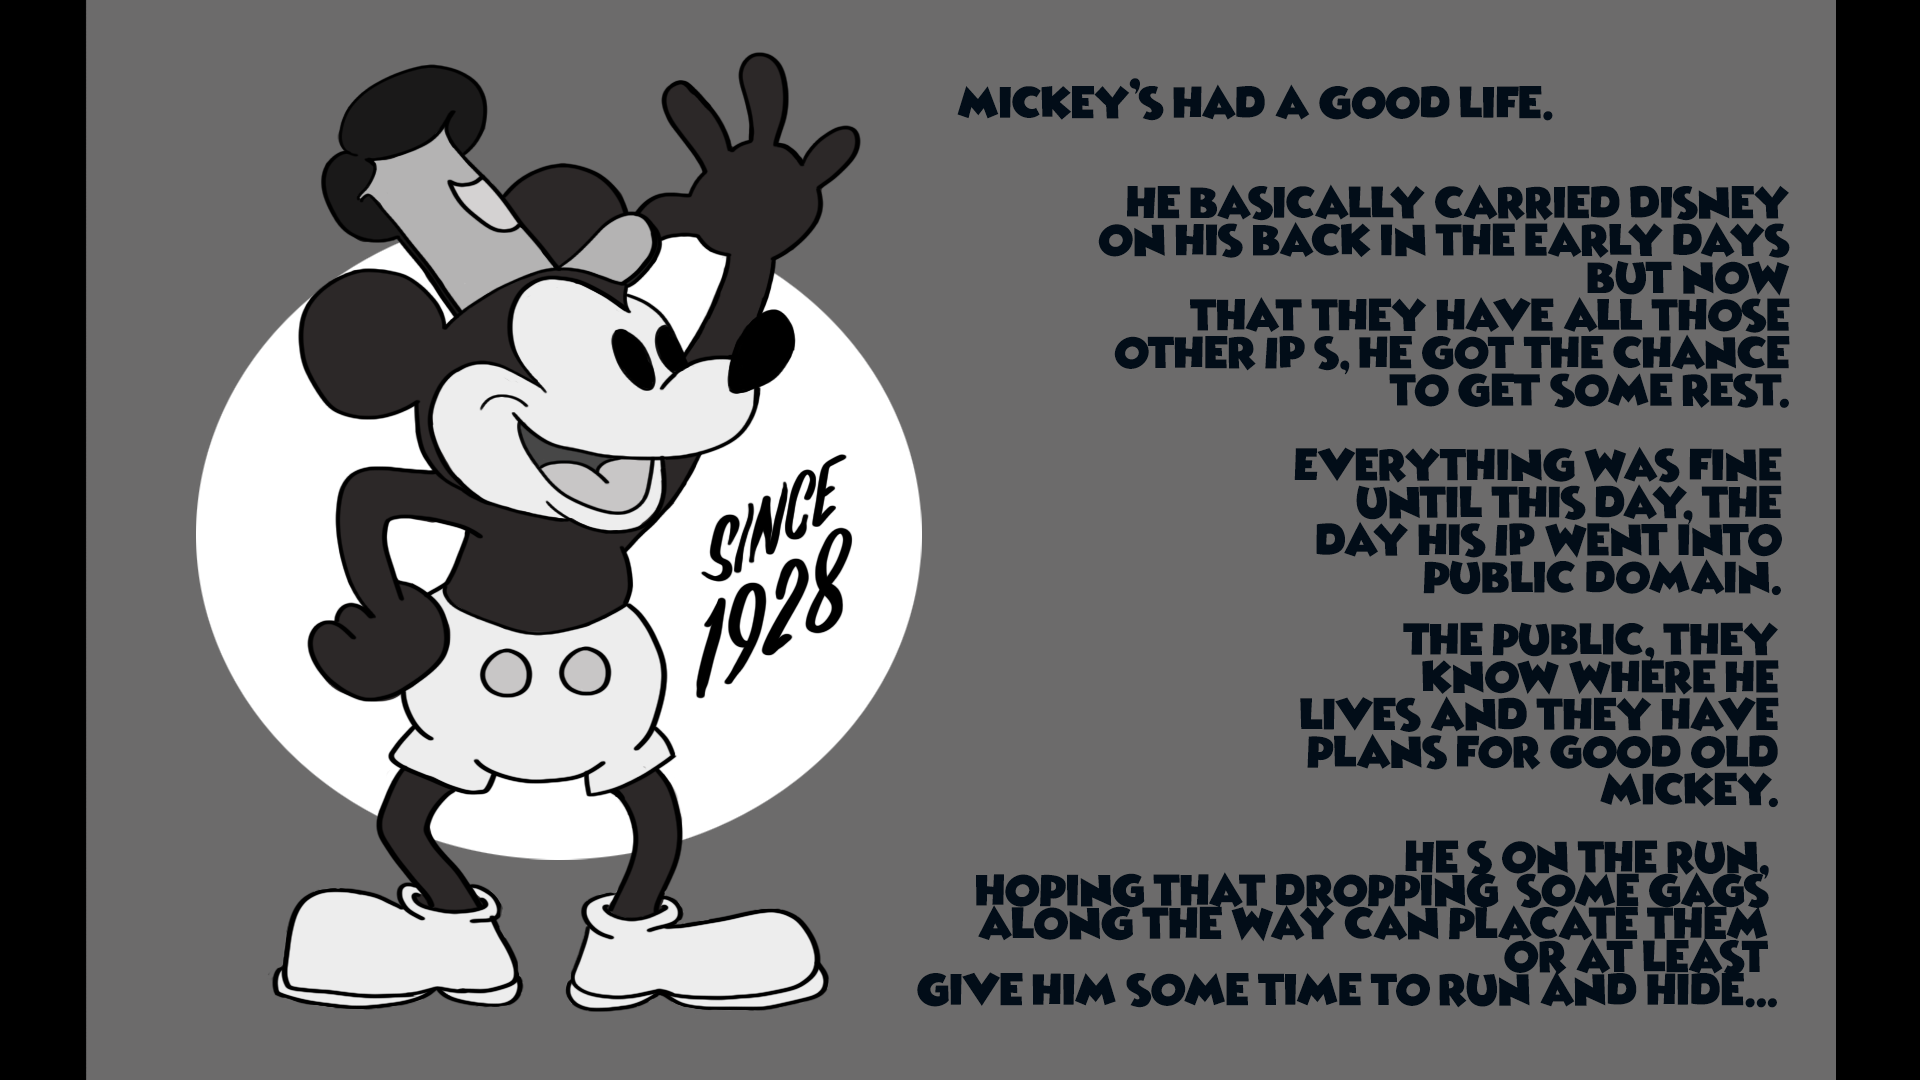 MICKEY'S HAD A GOOD LIFE.
HE BASICALLY CARRIED DISNEY
ON HIS BACK IN THE EARLY DAYS
BUT NOW
THAT THEY HAVE ALL THOSE
OTHER IP S, HE GOT THE CHANCE
TO GET SOME REST.
EVERYTHING WAS FINE
UNTIL THIS DAY, THE
DAY HIS IP WENT INTO
PUBLIC DOMAIN.
THE PUBLIC, THEY
KNOW WHERE HE
LIVES AND THEY HAVE
PLANS FOR GOOD OLD
MICKEY.
HE S ON THE RUN,
HOPING THAT DROPPING SOME GAGS
ALONG THE WAY CAN PLACATE THEM
OR AT LEAST
GIVE HIM SOME TIME TO RUN AND HIDE...
SINCE
1928